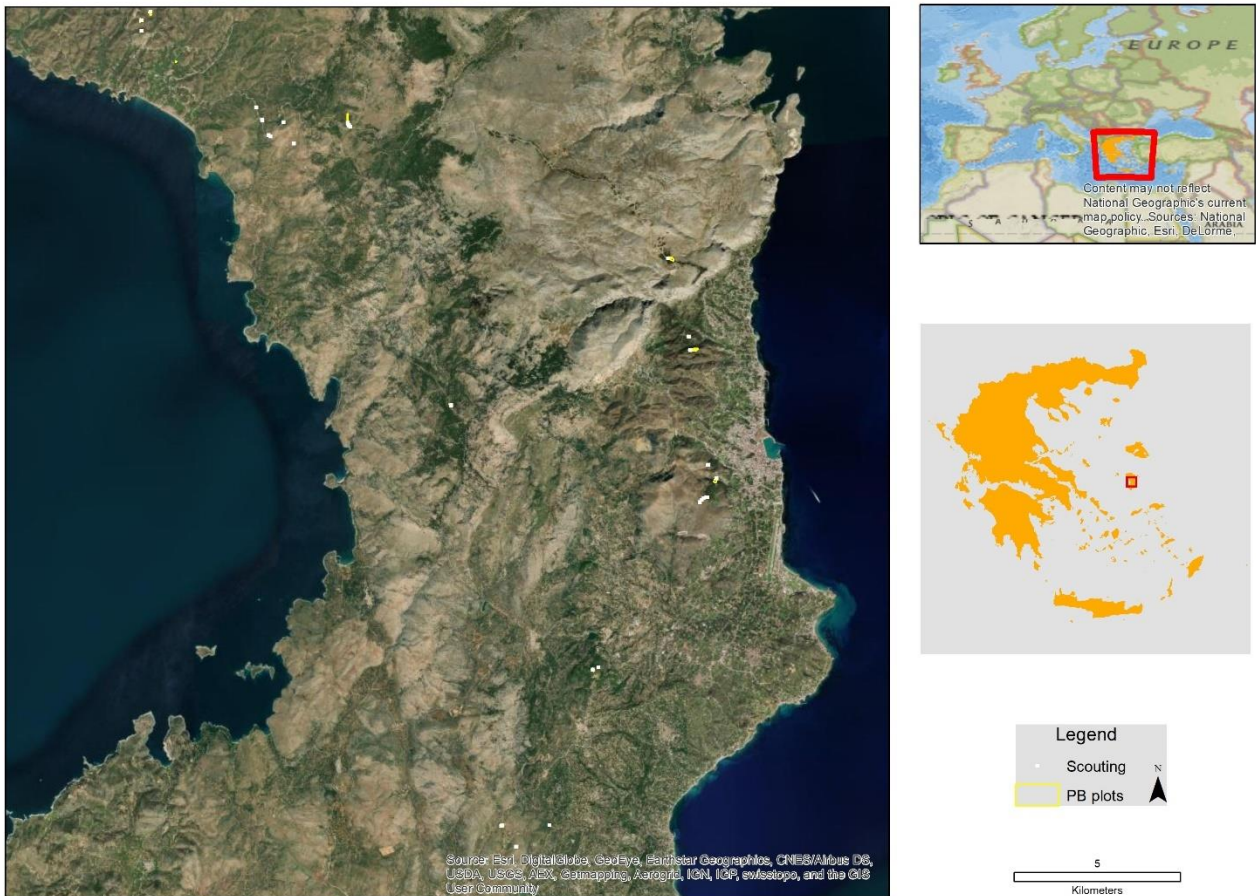 EUROPE
Content may not reflect
National Geographic's current
map policy. Sources: National
Geographic, Esri, DeLorme,
ARABIA
Legend
Scouting
N
PB plots
5
Kilometers
Source: Esri, DigitalGlobe, GeoEye, Earthstar Geographics, CNES/Airbus DS,
USDA, USGS, AEX, Getmapping, Aerogrid, IGN, IGP, swisstopo, and the GIS
User Community